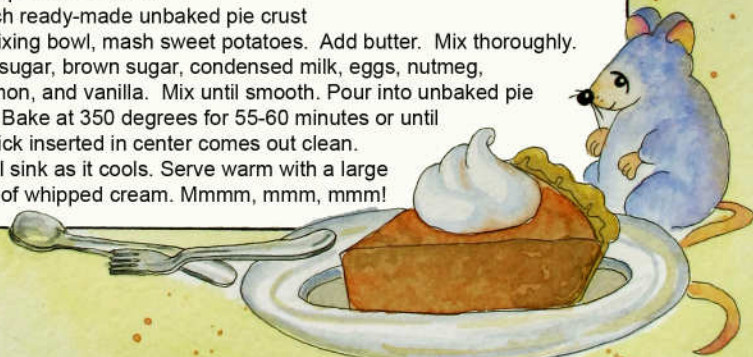 ch ready-made unbaked pie crust
ixing bowl, mash sweet potatoes. Add butter. Mix thoroughly.
sugar, brown sugar, condensed milk, eggs, nutmeg,
mon, and vanilla. Mix until smooth. Pour into unbaked pie
Bake at 350 degrees for 55-60 minutes or until
ick inserted in center comes out clean.
l sink as it cools. Serve warm with a large
of whipped cream. Mmmm, mmm, mmm!